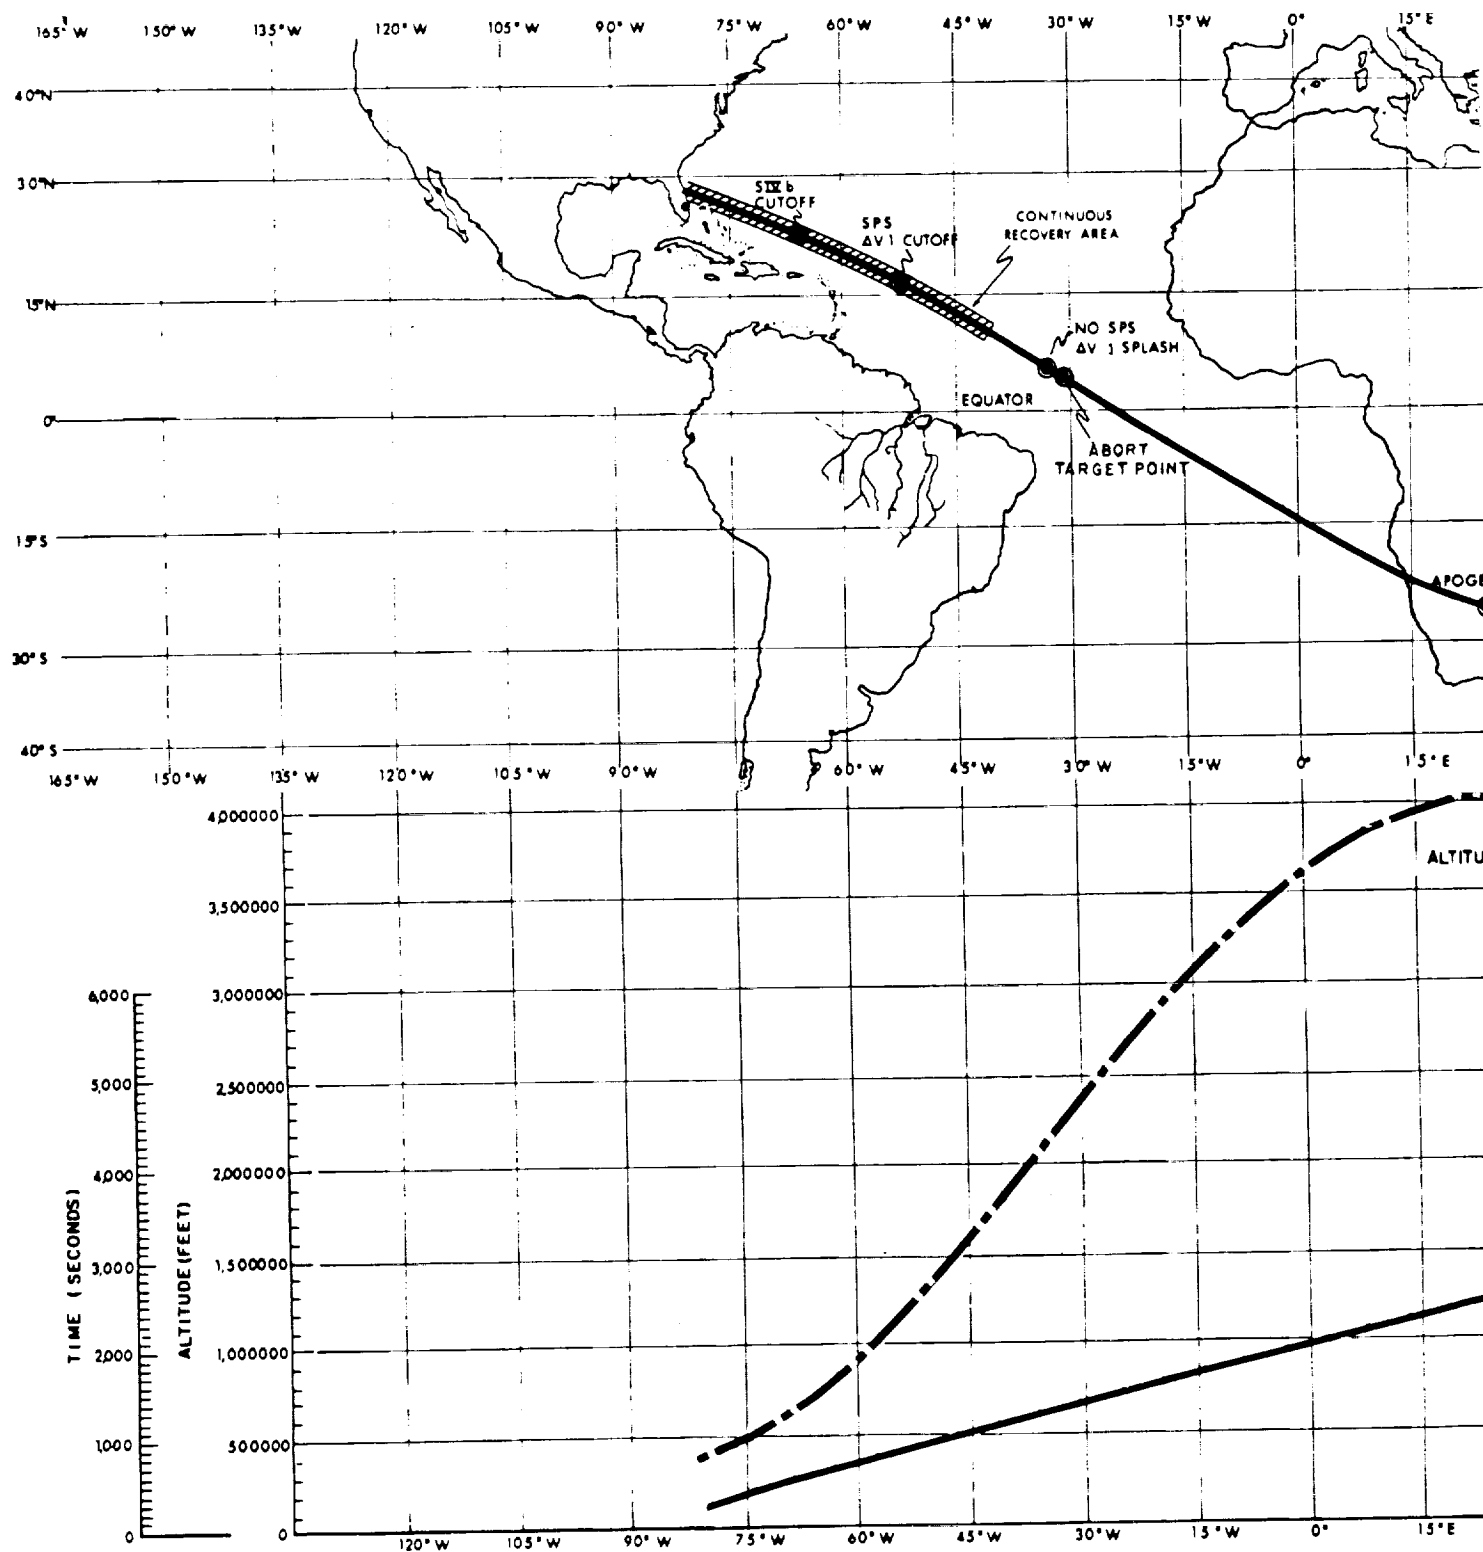 165°W 150°W 135°W 120°W 90°W 75°W 60°W 45°W 30°W 15°W 0° 15°E
40°N
30°N
SIVb
CUTOFF
SPS
ΔV 1 CUTOFF
CONTINUOUS
RECOVERY AREA
15°N
NO SPS
ΔV 1 SPLASH
EQUATOR
0°
ABORT
TARGET POINT
15°S
APOGE
30°S
40°S
165°W 150°W 135°W 120°W 105°W 90°W 60°W 45°W 30°W 15°W 0° 15°E
4,000000
ALTITU
3,500000
6,000 3,000000
5,000 2,500000
4,000 2,000000
TIME (SECONDS)
ALTITUDE (FEET)
3,000 1,500000
2,000 1,000000
1,000 500000
0 0
120°W 105°W 90°W 75°W 60°W 45°W 30°W 15°W 0° 15°E